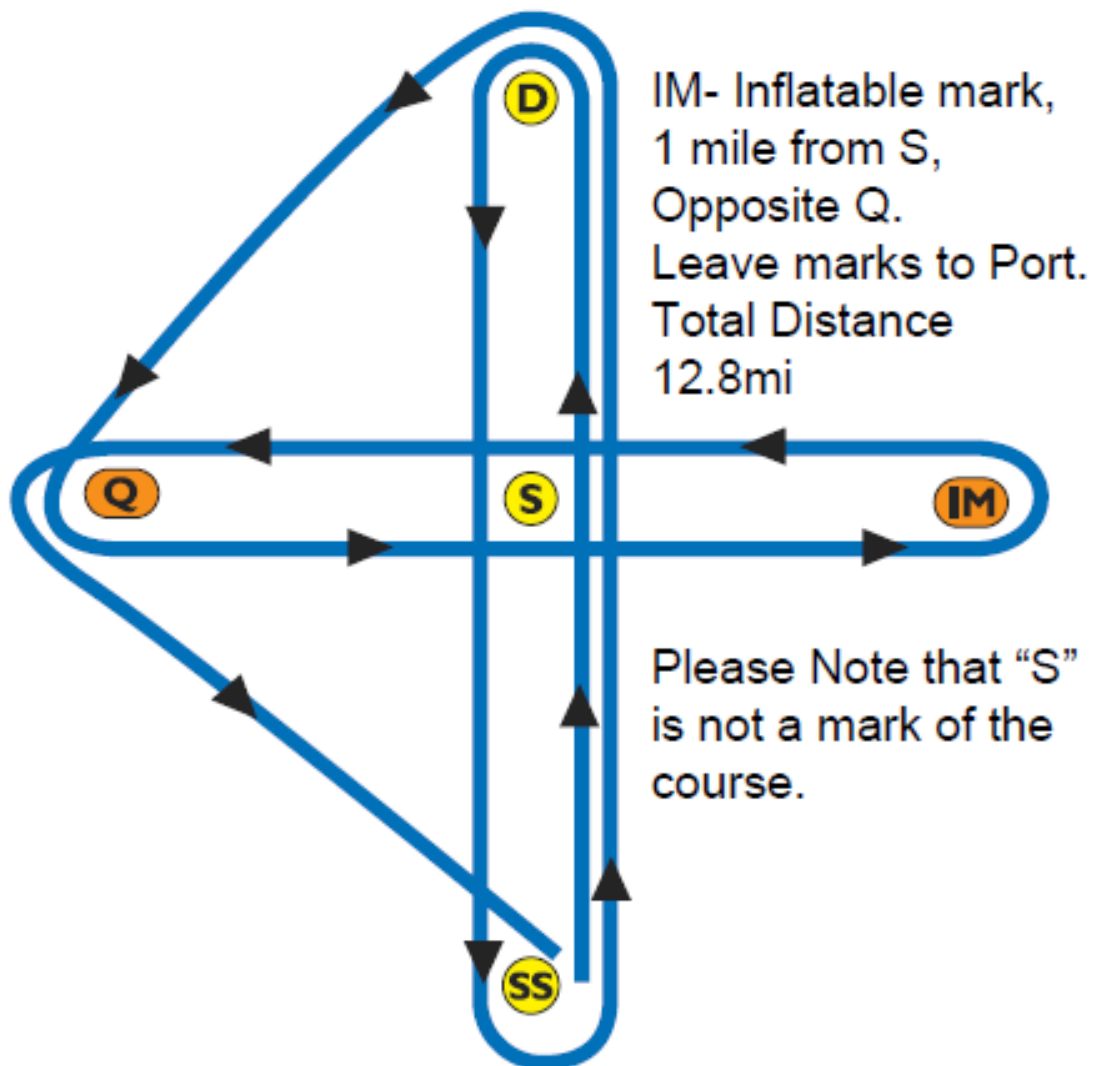 D
IM- Inflatable mark,
1 mile from S,
Opposite Q.
Leave marks to Port.
Total Distance
12.8mi
Q
S
IM
Please Note that “S”
is not a mark of the
course.
SS